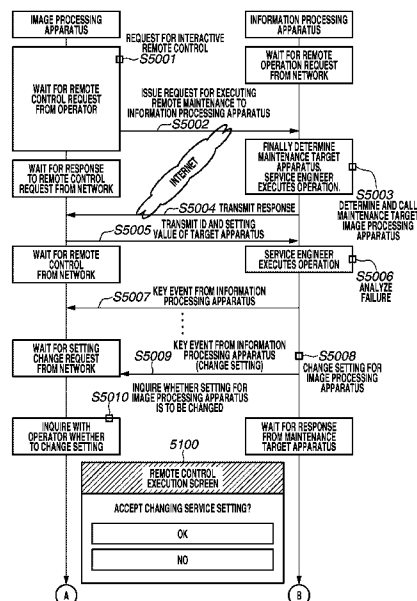 IMAGE PROCESSING
APPARATUS
INFORMATION PROCESSING
APPARATUS
REQUEST FOR INTERACTIVE
REMOTE CONTROL
S5001
WAIT FOR REMOTE
CONTROL REQUEST
FROM OPERATOR
WAIT FOR REMOTE
OPERATION REQUEST
FROM NETWORK
ISSUE REQUEST FOR EXECUTING
REMOTE MAINTENANCE TO
INFORMATION PROCESSING APPARATUS
S5002
INTERNET
WAIT FOR RESPONSE
TO REMOTE CONTROL
REQUEST FROM NETWORK
FINALLY DETERMINE
MAINTENANCE TARGET
APPARATUS.
SERVICE ENGINEER
EXECUTES OPERATION.
S5003
DETERMINE AND CALL
MAINTENANCE TARGET
IMAGE PROCESSING
APPARATUS
S5004 TRANSMIT RESPONSE
S5005
TRANSMIT ID AND SETTING
VALUE OF TARGET APPARATUS
WAIT FOR REMOTE
CONTROL
FROM NETWORK
SERVICE ENGINEER
EXECUTES OPERATION
S5006
ANALYZE
FAILURE
S5007
KEY EVENT FROM INFORMATION
PROCESSING APPARATUS
WAIT FOR SETTING
CHANGE REQUEST
FROM NETWORK
KEY EVENT FROM INFORMATION
PROCESSING APPARATUS
(CHANGE SETTING)
S5009
S5008
CHANGE SETTING FOR
IMAGE PROCESSING
APPARATUS
INQUIRE WHETHER SETTING FOR
IMAGE PROCESSING APPARATUS
IS TO BE CHANGED
S5010
INQUIRE WITH
OPERATOR WHETHER
TO CHANGE SETTING
WAIT FOR RESPONSE
FROM MAINTENANCE
TARGET APPARATUS
5100
REMOTE CONTROL
EXECUTION SCREEN
ACCEPT CHANGING SERVICE SETTING?
OK
NO
A
B